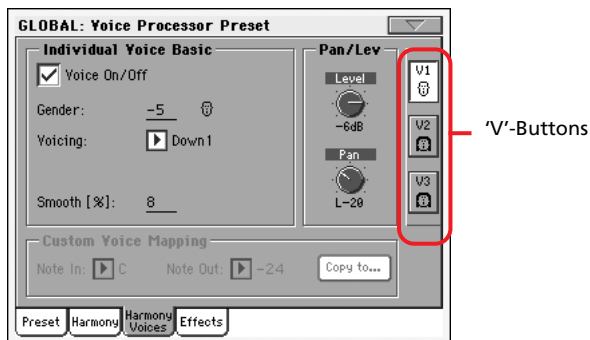 GLOBAL: Voice Processor Preset
Individual Voice Basic
Voice On/Off
Gender: -5
Voicing: Down1
Smooth [%]: 8
Pan/Lev
Level
-6dB
Pan
L-20
V1
V2
V3
'V'-Buttons
Custom Voice Mapping
Note In: C Note Out: -24 Copy to...
Preset Harmony Harmony Voices Effects